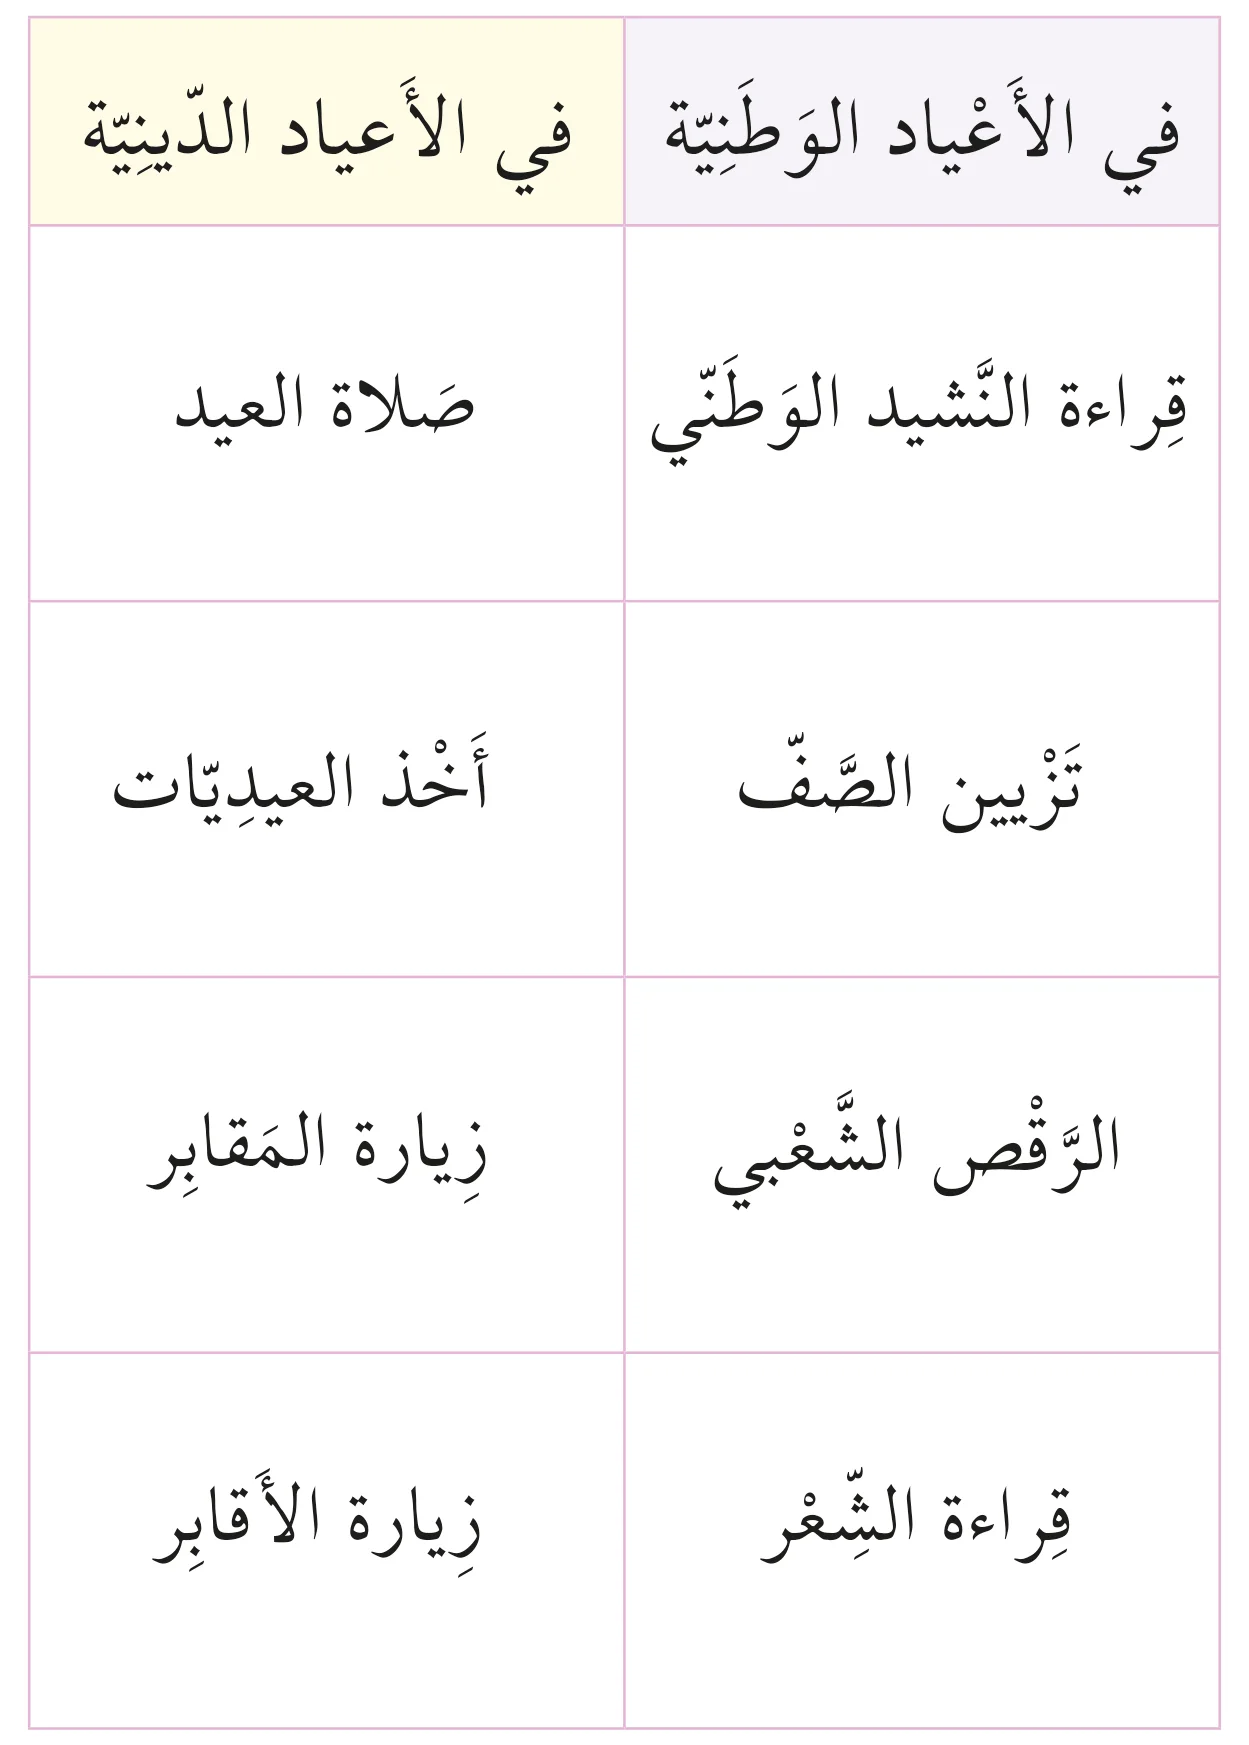 في الأَعْياد الوَطَنِيّة
في الأَعياد الدّينِيّة
قِراءة النَّشيد الوَطَنّي
صَلاة العيد
تَزْيين الصَّفّ
أَخْذ العيدِيّات
الرَّقْص الشَّعْبي
زِيارة المَقابِر
قِراءة الشِّعْر
زِيارة الأَقابِر